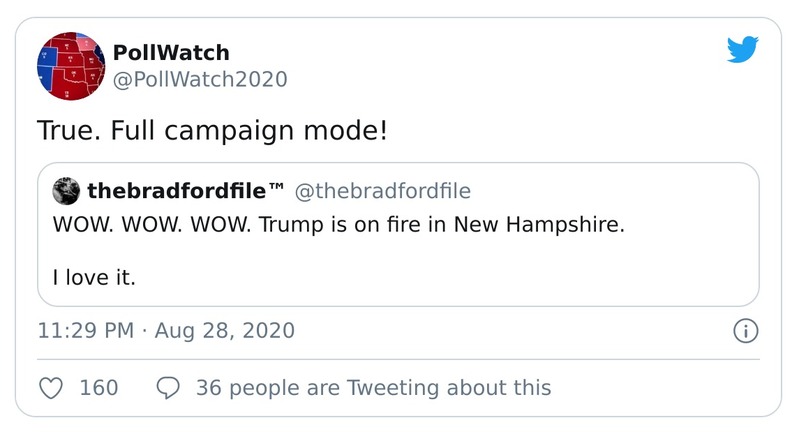 PollWatch
@PollWatch2020
True. Full campaign mode!
thebradfordfile™ @thebradfordfile
WOW. WOW. WOW. Trump is on fire in New Hampshire.
I love it.
11:29 PM · Aug 28, 2020
160 36 people are Tweeting about this